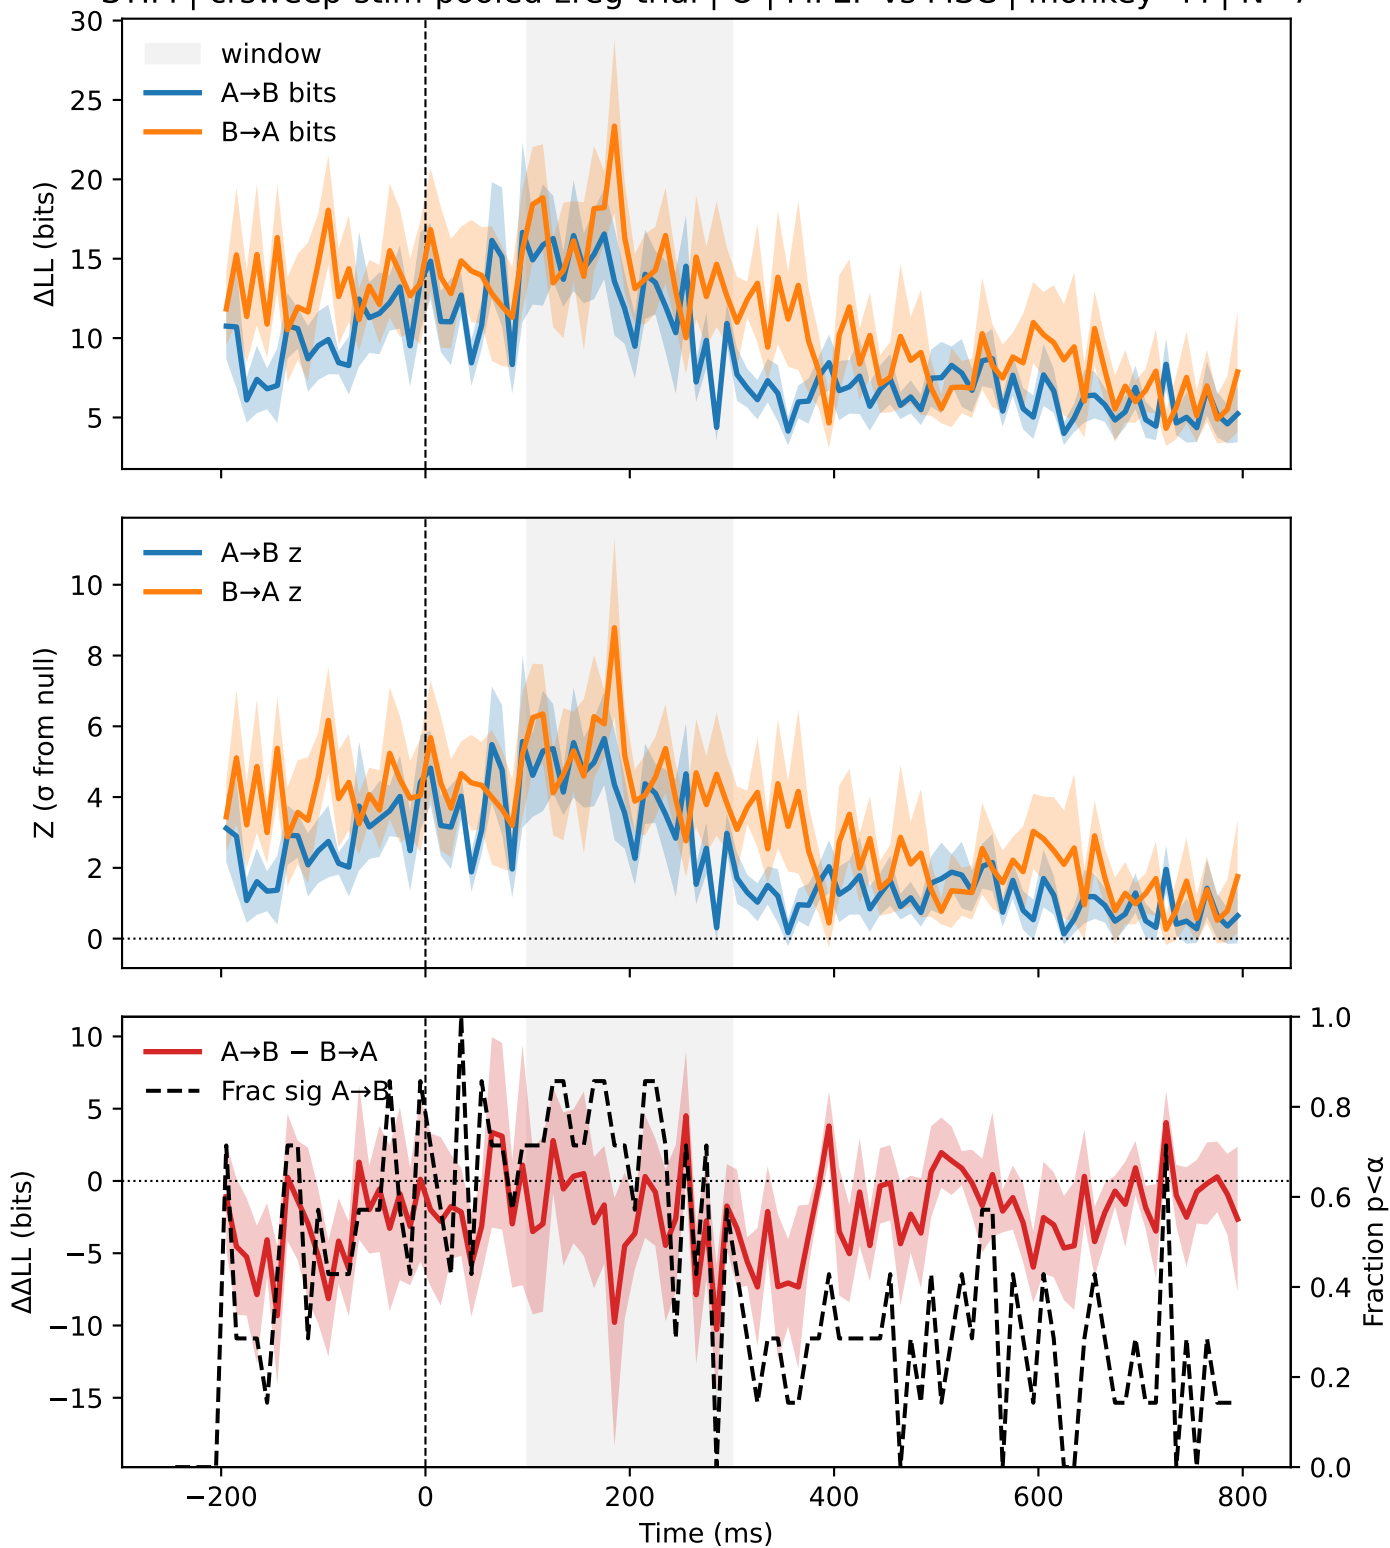 30
25
20
15
10
5
ΔLL (bits)
window
A→B bits
B→A bits
10
8
6
4
2
0
Z (σ from null)
A→B z
B→A z
10
5
0
−5
−10
−15
ΔΔLL (bits)
A→B − B→A
Frac sig A→B
1.0
0.8
0.6
0.4
0.2
0.0
Fraction p<α
−200 0 200 400 600 800
Time (ms)